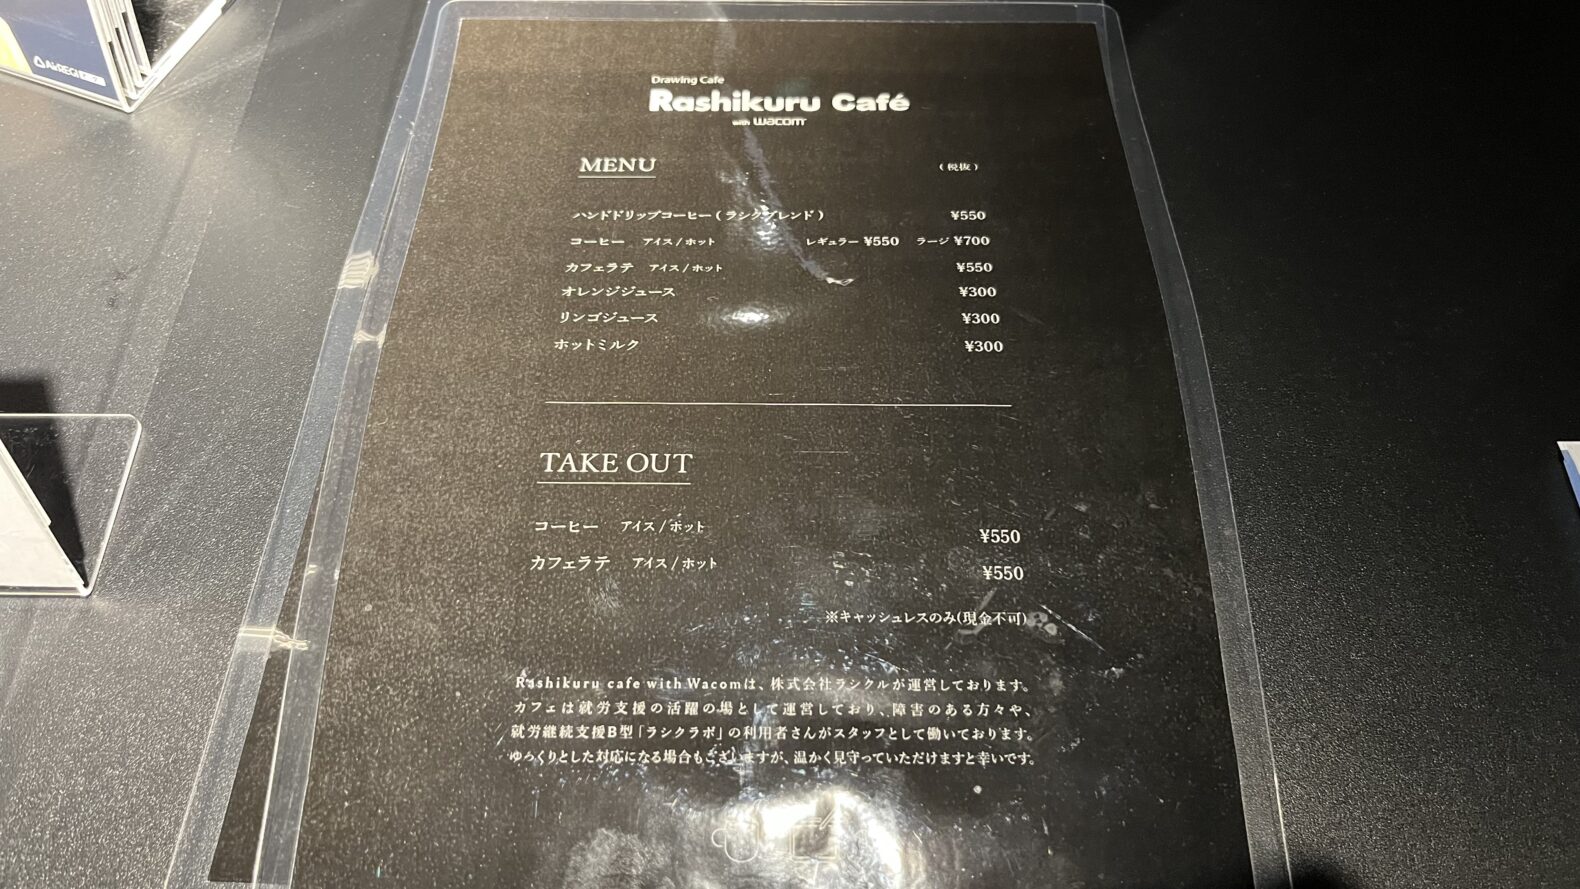 AirREGI
Drawing Cafe
Rashikuru Café
with wacom
MENU
(税抜)
ハンドドリップコーヒー(ラシクブレンド) ¥550
コーヒー アイス/ホット レギュラー ¥550 ラージ ¥700
カフェラテ アイス/ホット ¥550
オレンジジュース ¥300
リンゴジュース ¥300
ホットミルク ¥300
TAKE OUT
コーヒー アイス/ホット ¥550
カフェラテ アイス/ホット ¥550
※キャッシュレスのみ(現金不可)
Rashikuru cafe with Wacomは、株式会社ラシクルが運営しております。
カフェは就労支援の活躍の場として運営しており、障害のある方々や、
就労継続支援B型「ラシクラボ」の利用者さんがスタッフとして働いております。
ゆっくりとした対応になる場合もございますが、温かく見守っていただけますと幸いです。